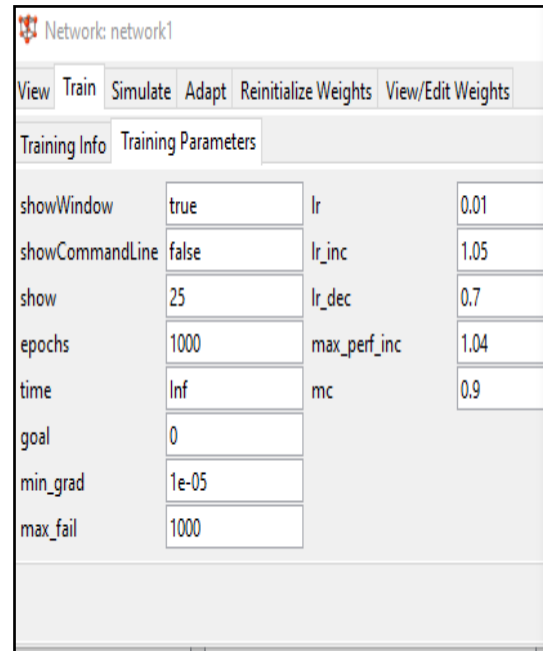 Network: network1
View Train Simulate Adapt Reinitialize Weights View/Edit Weights
Training Info Training Parameters
showWindow true lr 0.01
showCommandLine false lr_inc 1.05
show 25 lr_dec 0.7
epochs 1000 max_perf_inc 1.04
time Inf mc 0.9
goal 0
min_grad 1e-05
max_fail 1000